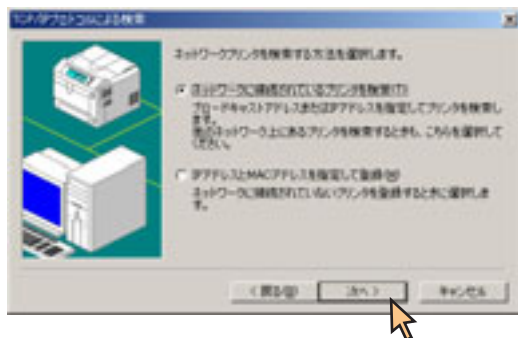 TCP/IPプロトコルによる検索
ネットワークプリンタを検索する方法を選択します。
ネットワークに接続されているプリンタを検索(T)
ブロードキャストアドレスまたはIPアドレスを指定してプリンタを検索し
ます。
他のネットワーク上にあるプリンタを検索するときも、こちらを選択して
ください。
IPアドレスとMACアドレスを指定して登録(M)
ネットワークに接続されていないプリンタを登録するときに選択しま
す。
< 戻る(B)
次へ >
キャンセル